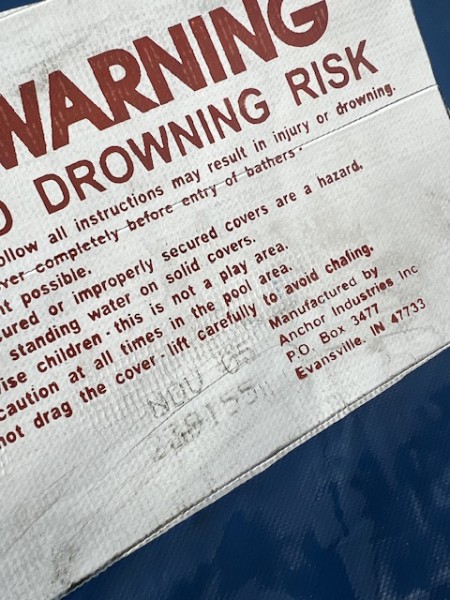 WARNING
DROWNING RISK
ollow all instructions may result in injury or drowning.
ver completely before entry of bathers.
nt possible.
ured or improperly secured covers are a hazard.
standing water on solid covers.
ise children - this is not a play area.
caution at all times in the pool area.
not drag the cover - lift carefully to avoid chafing.
NOV 05
Manufactured by
Anchor Industries Inc
P.O. Box 3477
Evansville, IN 47733